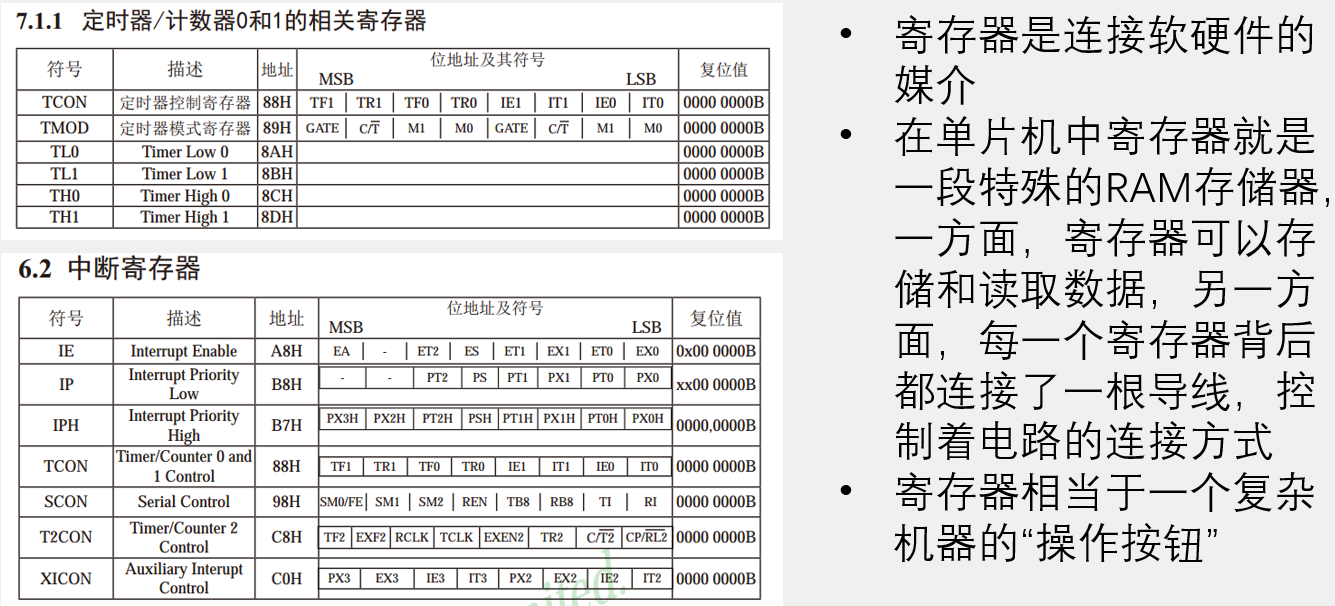 7.1.1 定时器/计数器0和1的相关寄存器
符号 描述 地址 位地址及其符号 复位值
MSB LSB
TCON 定时器控制寄存器 88H TF1 TR1 TF0 TR0 IE1 IT1 IE0 IT0 0000 0000B
TMOD 定时器模式寄存器 89H GATE C/T̅ M1 M0 GATE C/T̅ M1 M0 0000 0000B
TL0 Timer Low 0 8AH 0000 0000B
TL1 Timer Low 1 8BH 0000 0000B
TH0 Timer High 0 8CH 0000 0000B
TH1 Timer High 1 8DH 0000 0000B
6.2 中断寄存器
符号 描述 地址 位地址及符号 复位值
MSB LSB
IE Interrupt Enable A8H EA - ET2 ES ET1 EX1 ET0 EX0 0x00 0000B
IP Interrupt Priority Low B8H - - PT2 PS PT1 PX1 PT0 PX0 xx00 0000B
IPH Interrupt Priority High B7H PX3H PX2H PT2H PSH PT1H PX1H PT0H PX0H 0000,0000B
TCON Timer/Counter 0 and 1 Control 88H TF1 TR1 TF0 TR0 IE1 IT1 IE0 IT0 0000 0000B
SCON Serial Control 98H SM0/FE SM1 SM2 REN TB8 RB8 TI RI 0000 0000B
T2CON Timer/Counter 2 Control C8H TF2 EXF2 RCLK TCLK EXEN2 TR2 C/T̅2̅ CP/R̅L̅2̅ 0000 0000B
XICON Auxiliary Interupt Control C0H PX3 EX3 IE3 IT3 PX2 EX2 IE2 IT2 0000 0000B
• 寄存器是连接软硬件的
媒介
• 在单片机中寄存器就是
一段特殊的RAM存储器，
一方面，寄存器可以存
储和读取数据，另一方
面，每一个寄存器背后
都连接了一根导线，控
制着电路的连接方式
• 寄存器相当于一个复杂
机器的“操作按钮”